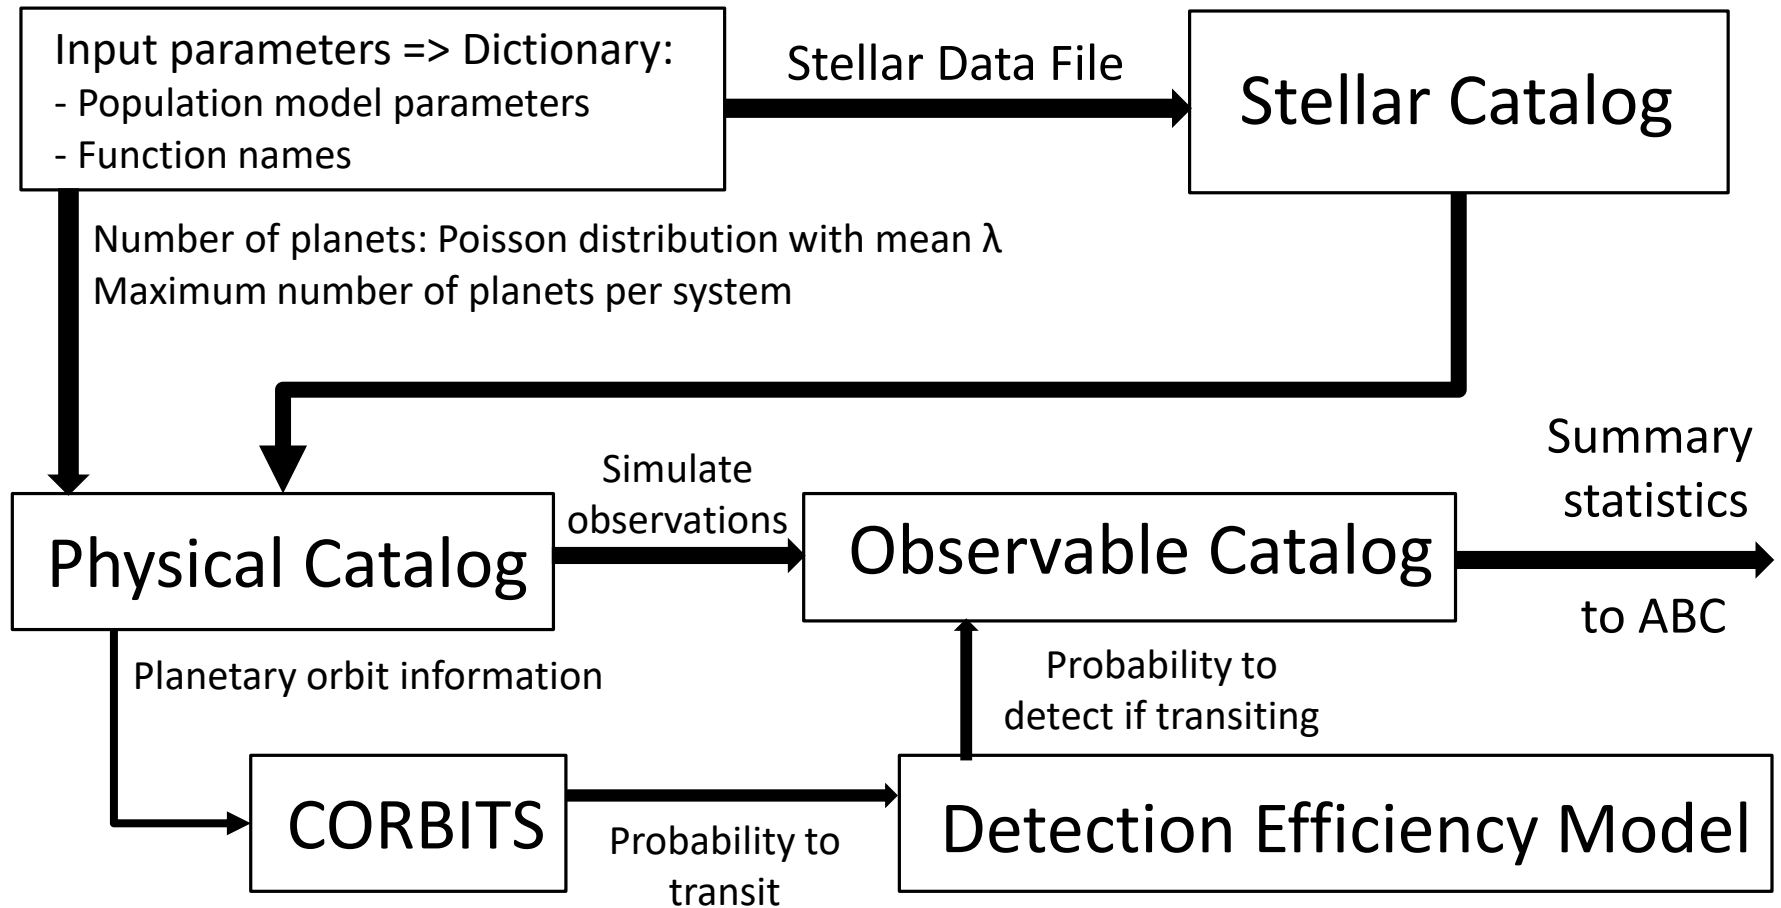 Input parameters => Dictionary:
- Population model parameters
- Function names
Stellar Data File
Stellar Catalog
Number of planets: Poisson distribution with mean λ
Maximum number of planets per system
Physical Catalog
Simulate
observations
Observable Catalog
Summary
statistics
to ABC
Planetary orbit information
Probability to
detect if transiting
CORBITS
Probability to
transit
Detection Efficiency Model